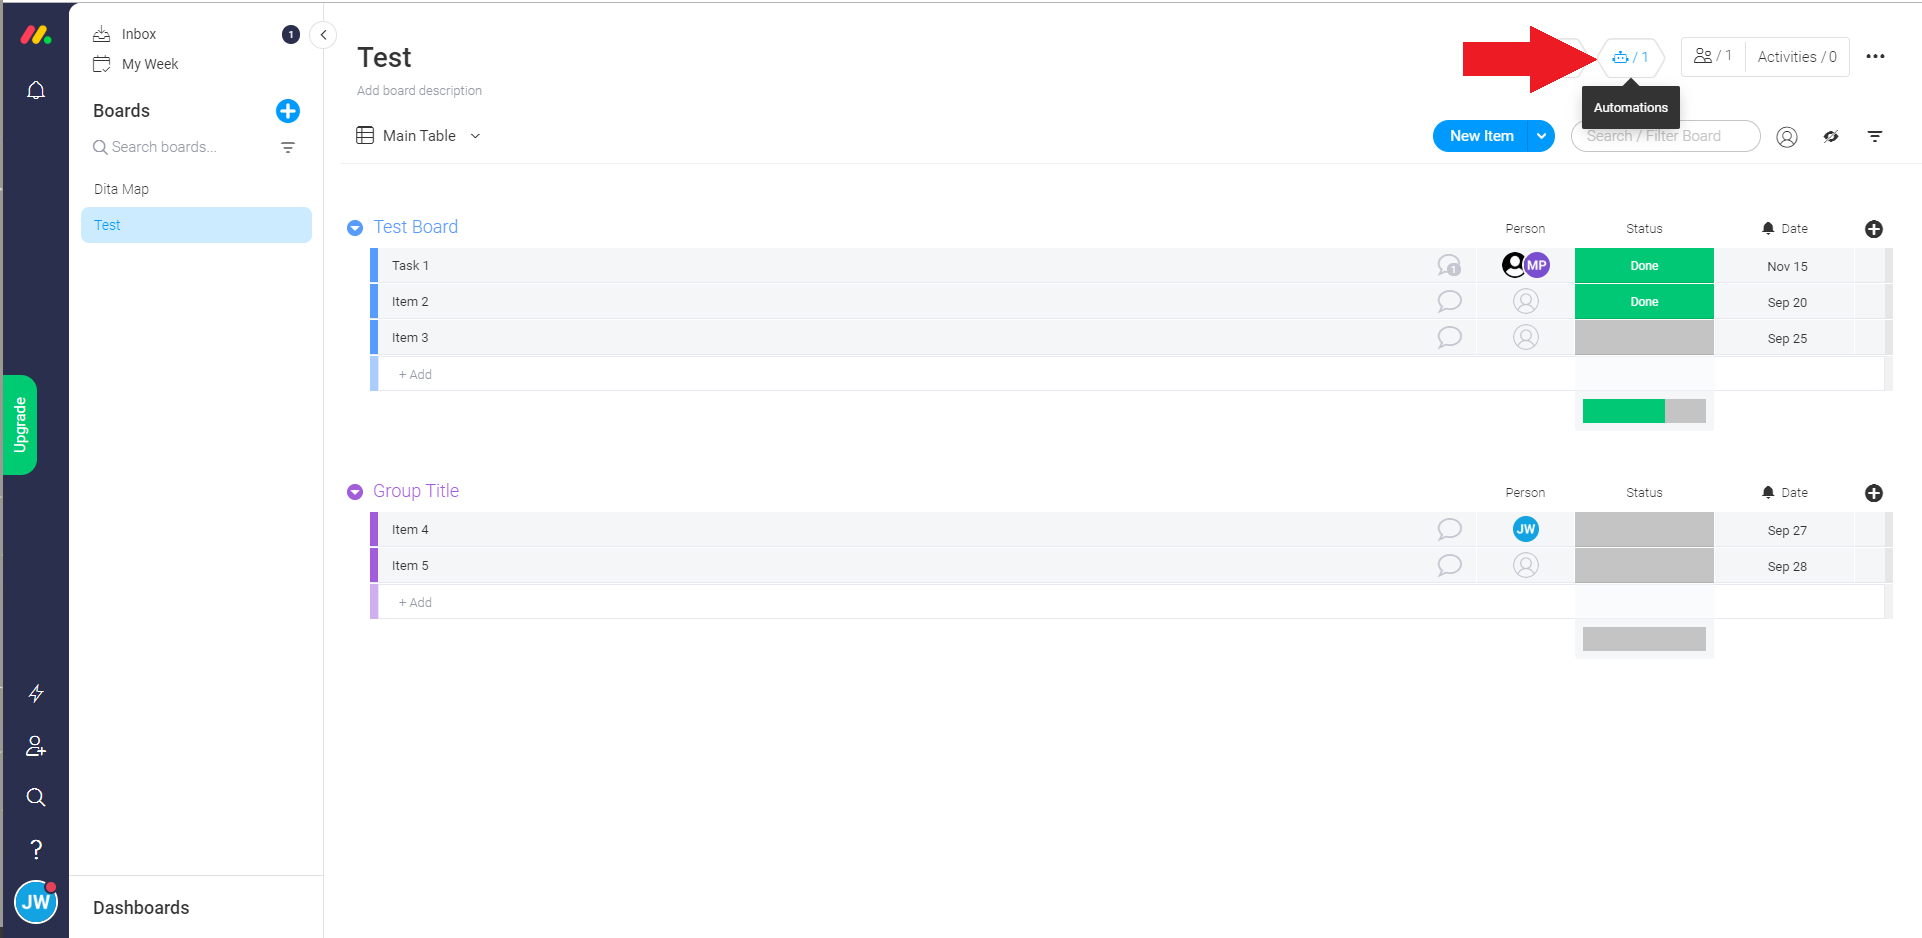 Inbox
1
My Week
Boards
Search boards...
Dita Map
Test
Upgrade
?
JW
Dashboards
Test
Add board description
/ 1
/ 1
Activities / 0
Automations
Main Table
New Item
Search / Filter Board
Test Board
Person
Status
Date
Task 1
1
MP
Done
Nov 15
Item 2
Done
Sep 20
Item 3
Sep 25
+ Add
Group Title
Person
Status
Date
Item 4
JW
Sep 27
Item 5
Sep 28
+ Add